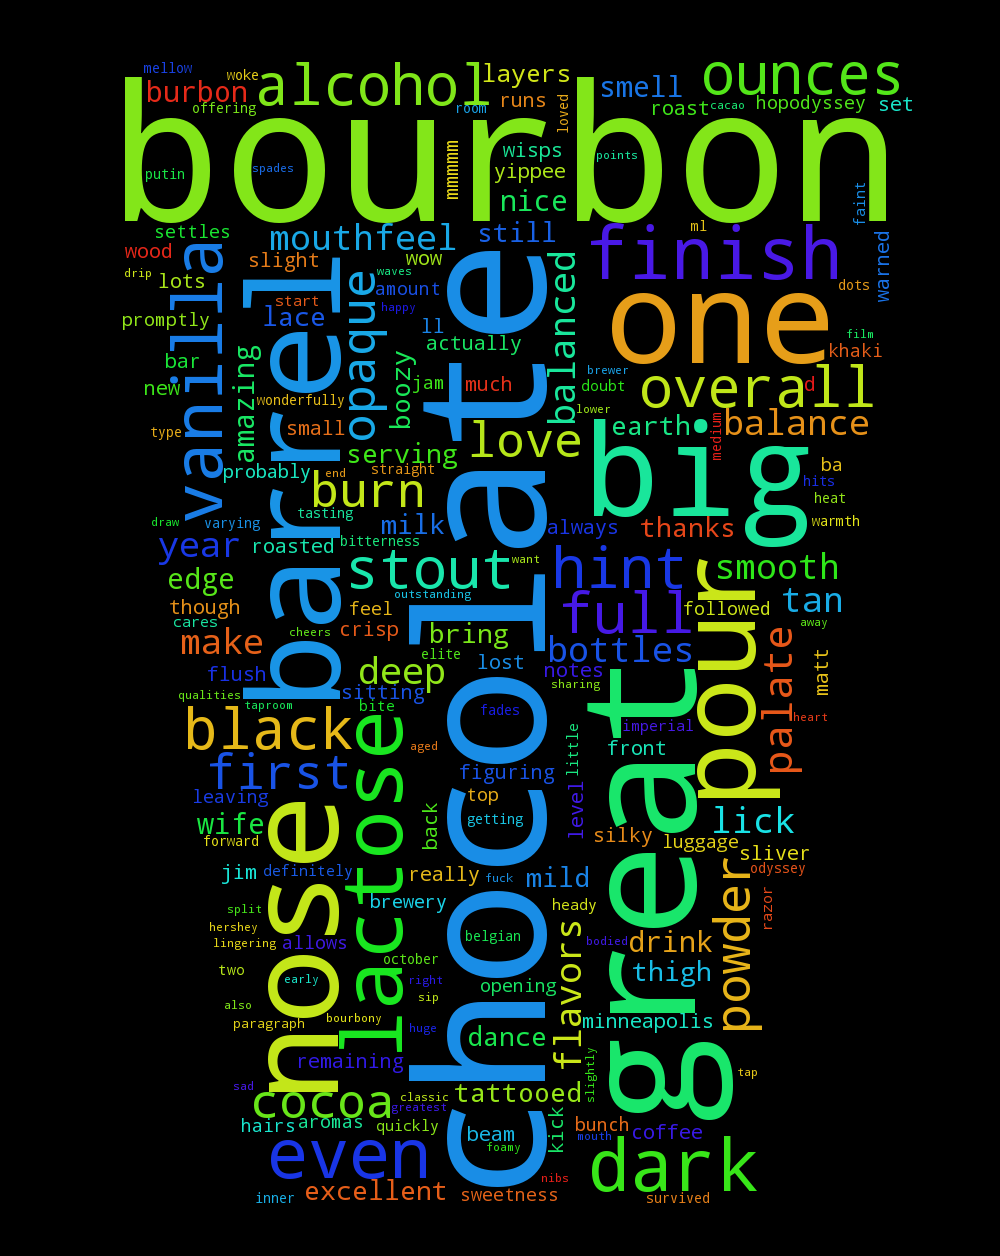 mellow
woke
alcohol
layers
ounces
burbon
offering
room
runs
loved
smell
roast
cacao
hopodyssey
set
bourbon
putin
spades
mmmmm
wisps
yippee
points
nice
faint
settles
mouthfeel
still
ml
finish
warned
wood
vanilla
slight
wow
balanced
drip
lots
barrel
start
opaque
waves
amount
happy
chocolate
one
dots
promptly
lace
ll
actually
film
khaki
bar
amazing
boozy
new
jam
much
brewer
doubt
overall
d
wonderfully
lower
type
small
love
earth
medium
balance
serving
big
probably
end
straight
ba
hits
burn
heat
draw
varying
tasting
milk
always
thanks
warmth
year
roasted
bitterness
stout
want
hint
smooth
edge
outstanding
full
pour
tan
though
feel
followed
cares
cheers
crisp
bring
away
make
elite
lost
bottles
palate
matt
flush
deep
notes
qualities
sitting
sharing
great
taproom
bite
lactose
fades
heart
black
aged
imperial
front
little
first
figuring
leaving
nose
top
level
wife
back
getting
lick
forward
silky
luggage
sliver
jim
definitely
really
fuck
mild
odyssey
split
brewery
heady
powder
razor
hershey
lingering
allows
belgian
flavors
bodied
drink
two
october
thigh
early
right
opening
also
sip
paragraph
bourbony
huge
dance
minneapolis
remaining
slightly
tap
sad
classic
tattooed
cocoa
greatest
hairs
aromas
quickly
beam
kick
bunch
mouth
coffee
even
foamy
dark
inner
excellent
sweetness
nibs
survived